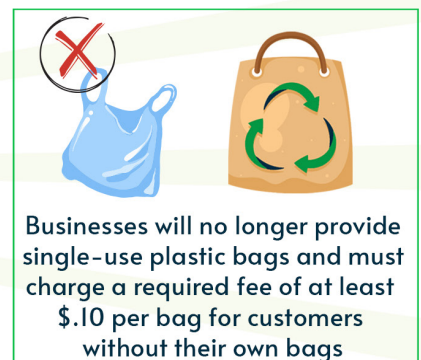 Businesses will no longer provide
single-use plastic bags and must
charge a required fee of at least
$.10 per bag for customers
without their own bags